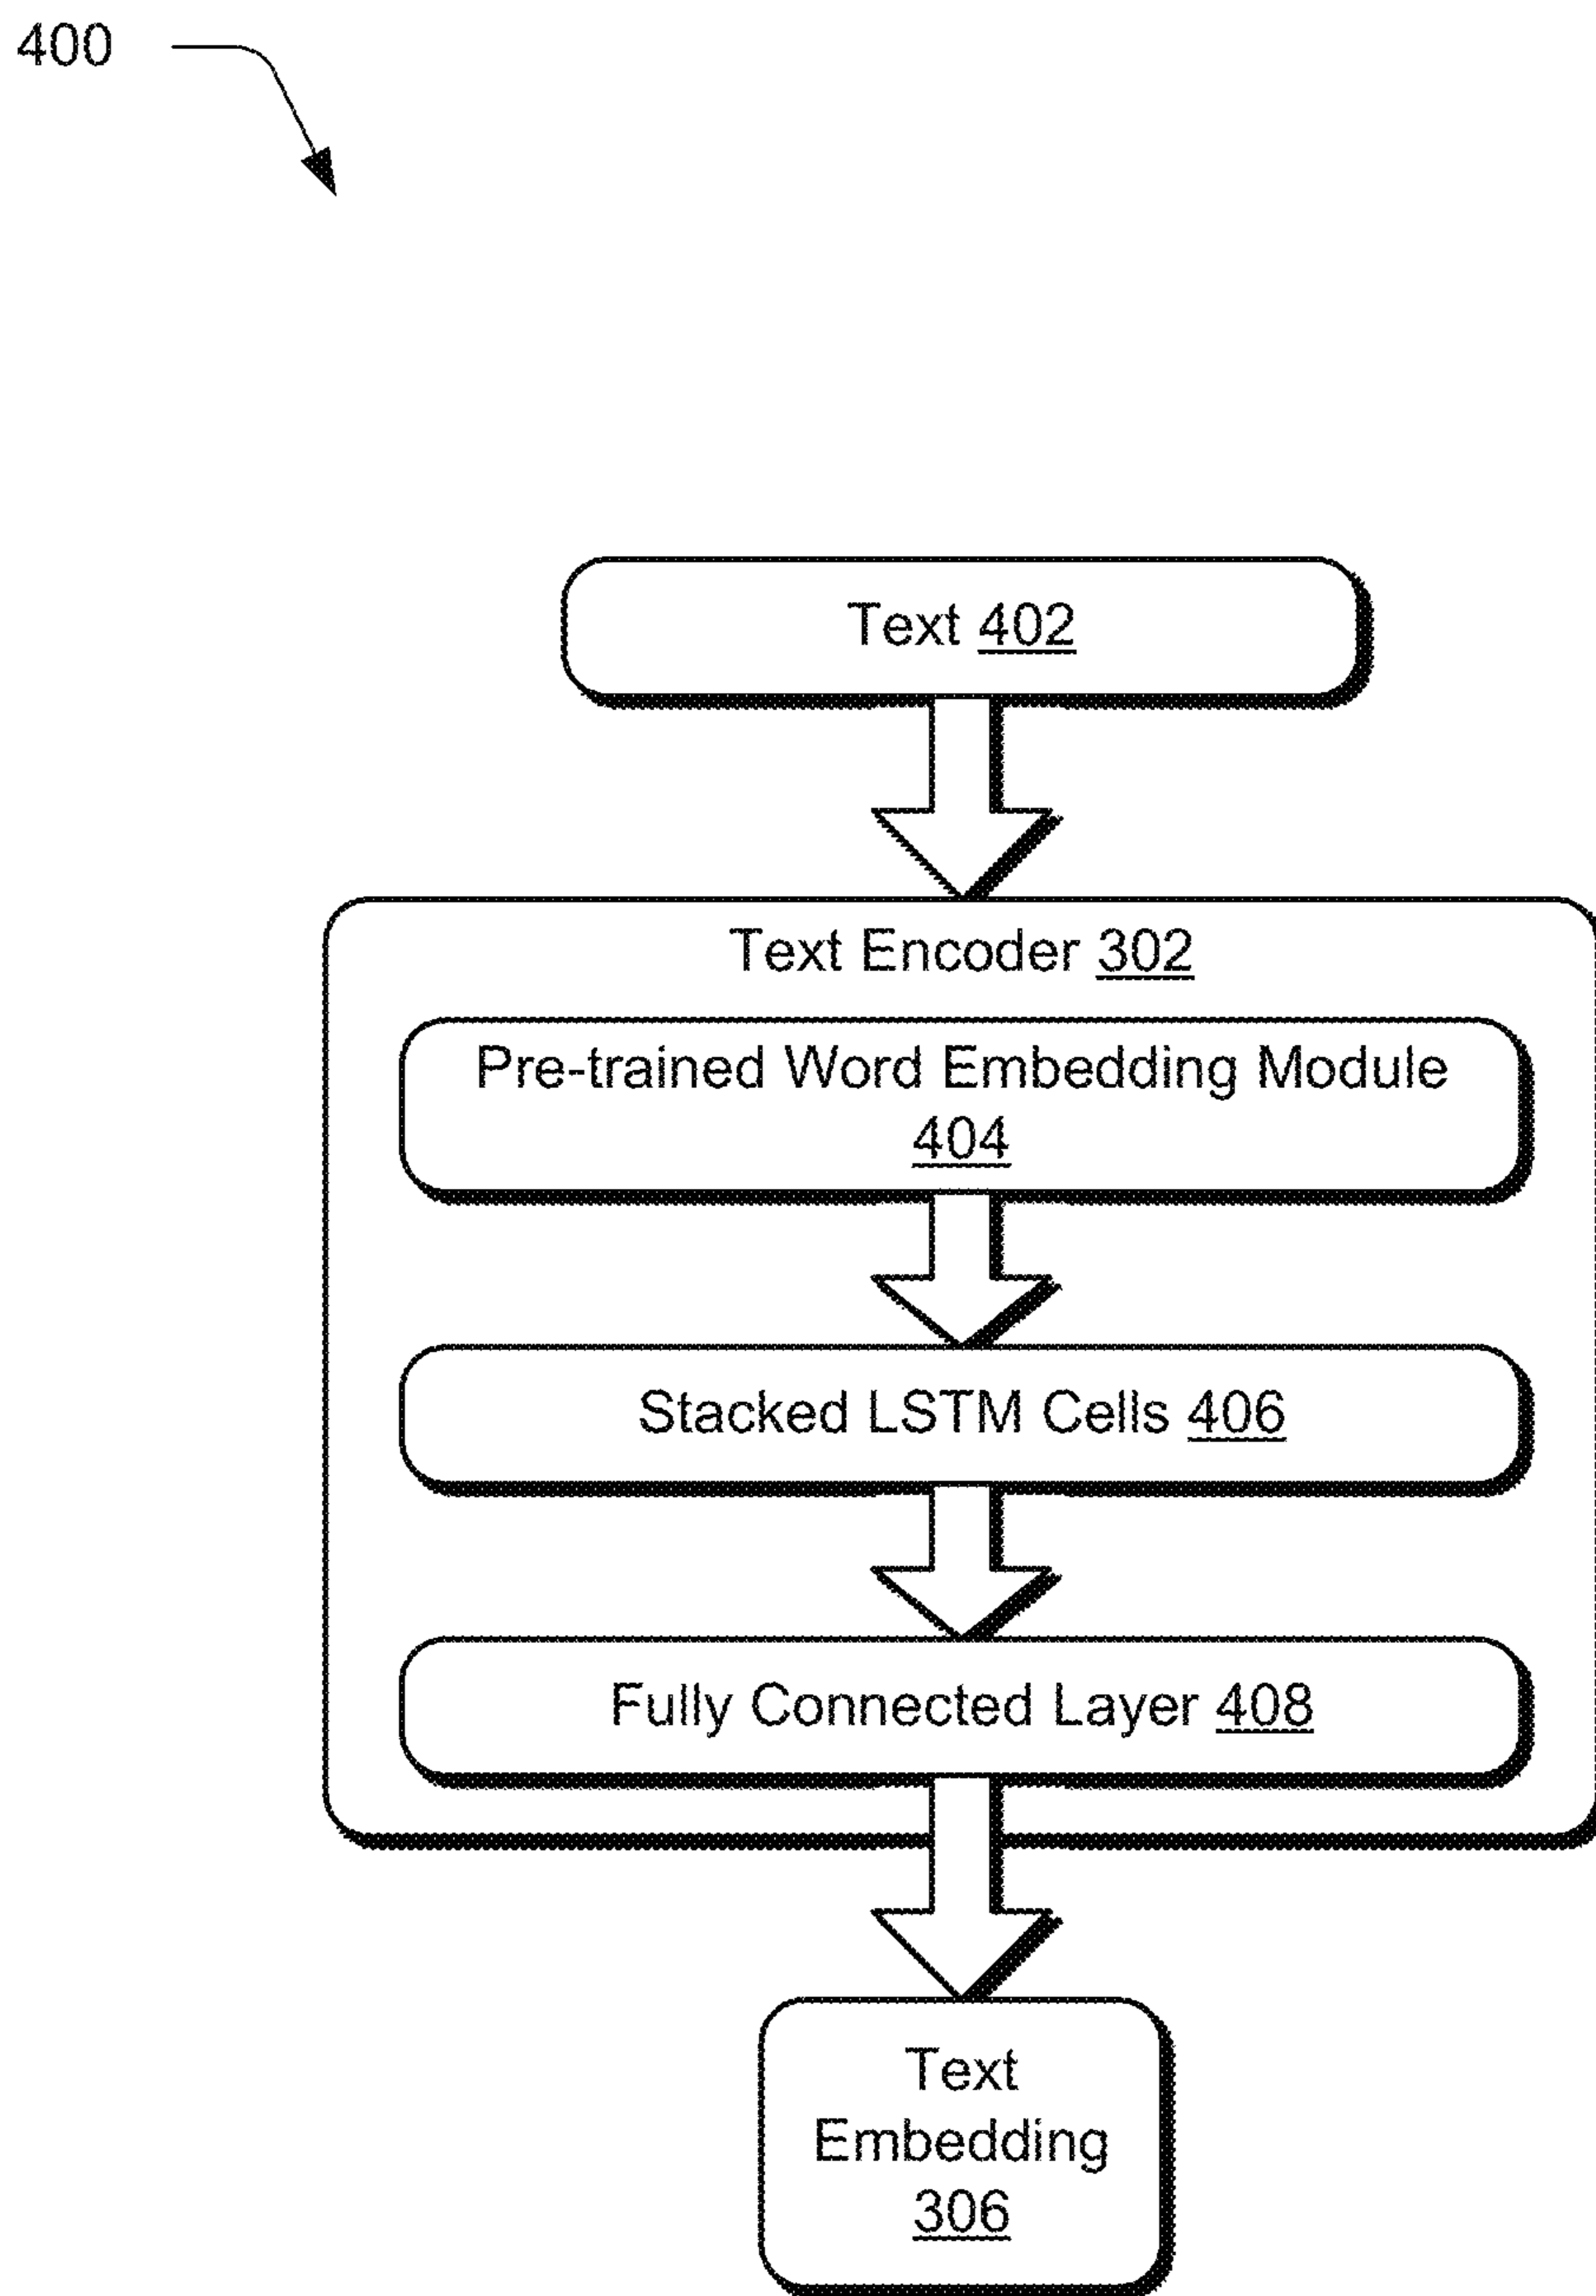 400
Text 402
Text Encoder 302
Pre-trained Word Embedding Module
404
Stacked LSTM Cells 406
Fully Connected Layer 408
Text
Embedding
306